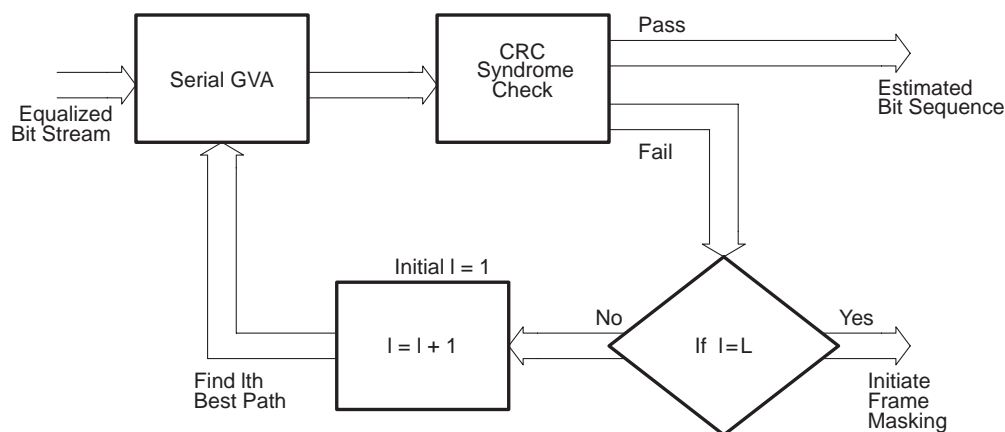 Equalized
Bit Stream
Serial GVA
CRC
Syndrome
Check
Pass
Estimated
Bit Sequence
Fail
Initial l = 1
l = l + 1
No
If l=L
Yes
Find lth
Best Path
Initiate
Frame
Masking